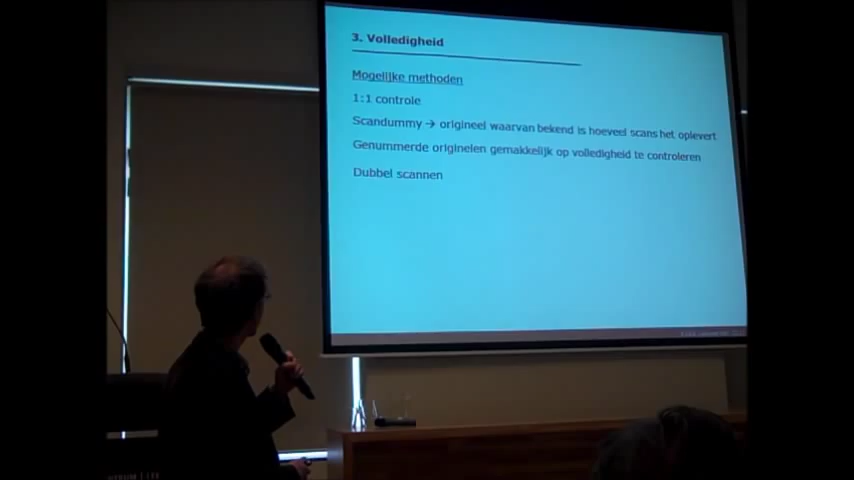 3. Volledigheid
Mogelijke methoden
1:1 controle
Scandummy → origineel waarvan bekend is hoeveel scans het oplevert
Genummerde originelen gemakkelijk op volledigheid te controleren
Dubbel scannen